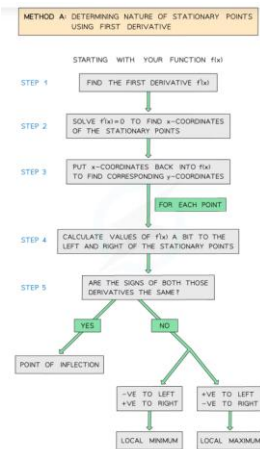 METHOD A: DETERMINING NATURE OF STATIONARY POINTS
USING FIRST DERIVATIVE
STARTING WITH YOUR FUNCTION f(x)
STEP 1
FIND THE FIRST DERIVATIVE f'(x)
STEP 2
SOLVE f'(x)=0 TO FIND x-COORDINATES
OF THE STATIONARY POINTS
STEP 3
PUT x-COORDINATES BACK INTO f(x)
TO FIND CORRESPONDING y-COORDINATES
FOR EACH POINT
STEP 4
CALCULATE VALUES OF f'(x) A BIT TO THE
LEFT AND RIGHT OF THE STATIONARY POINTS
STEP 5
ARE THE SIGNS OF BOTH THOSE
DERIVATIVES THE SAME?
YES
NO
POINT OF INFLECTION
-VE TO LEFT
+VE TO RIGHT
+VE TO LEFT
-VE TO RIGHT
LOCAL MINIMUM
LOCAL MAXIMUM